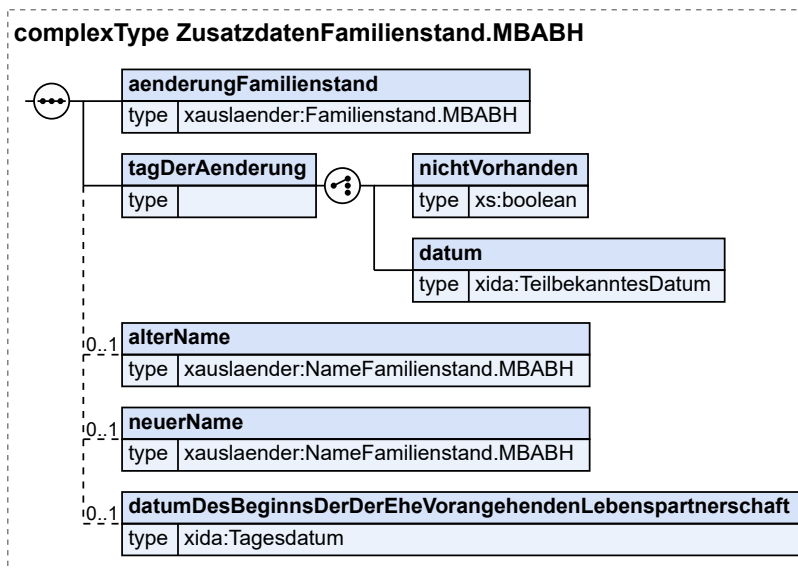 complexType ZusatzdatenFamilienstand.MBABH
aenderungFamilienstand
type xauslaender:Familienstand.MBABH
tagDerAenderung
type
nichtVorhanden
type xs:boolean
datum
type xida:TeilbekanntesDatum
0..1
alterName
type xauslaender:NameFamilienstand.MBABH
0..1
neuerName
type xauslaender:NameFamilienstand.MBABH
0..1
datumDesBeginnsDerDerEheVorangehendenLebenspartnerschaft
type xida:Tagesdatum